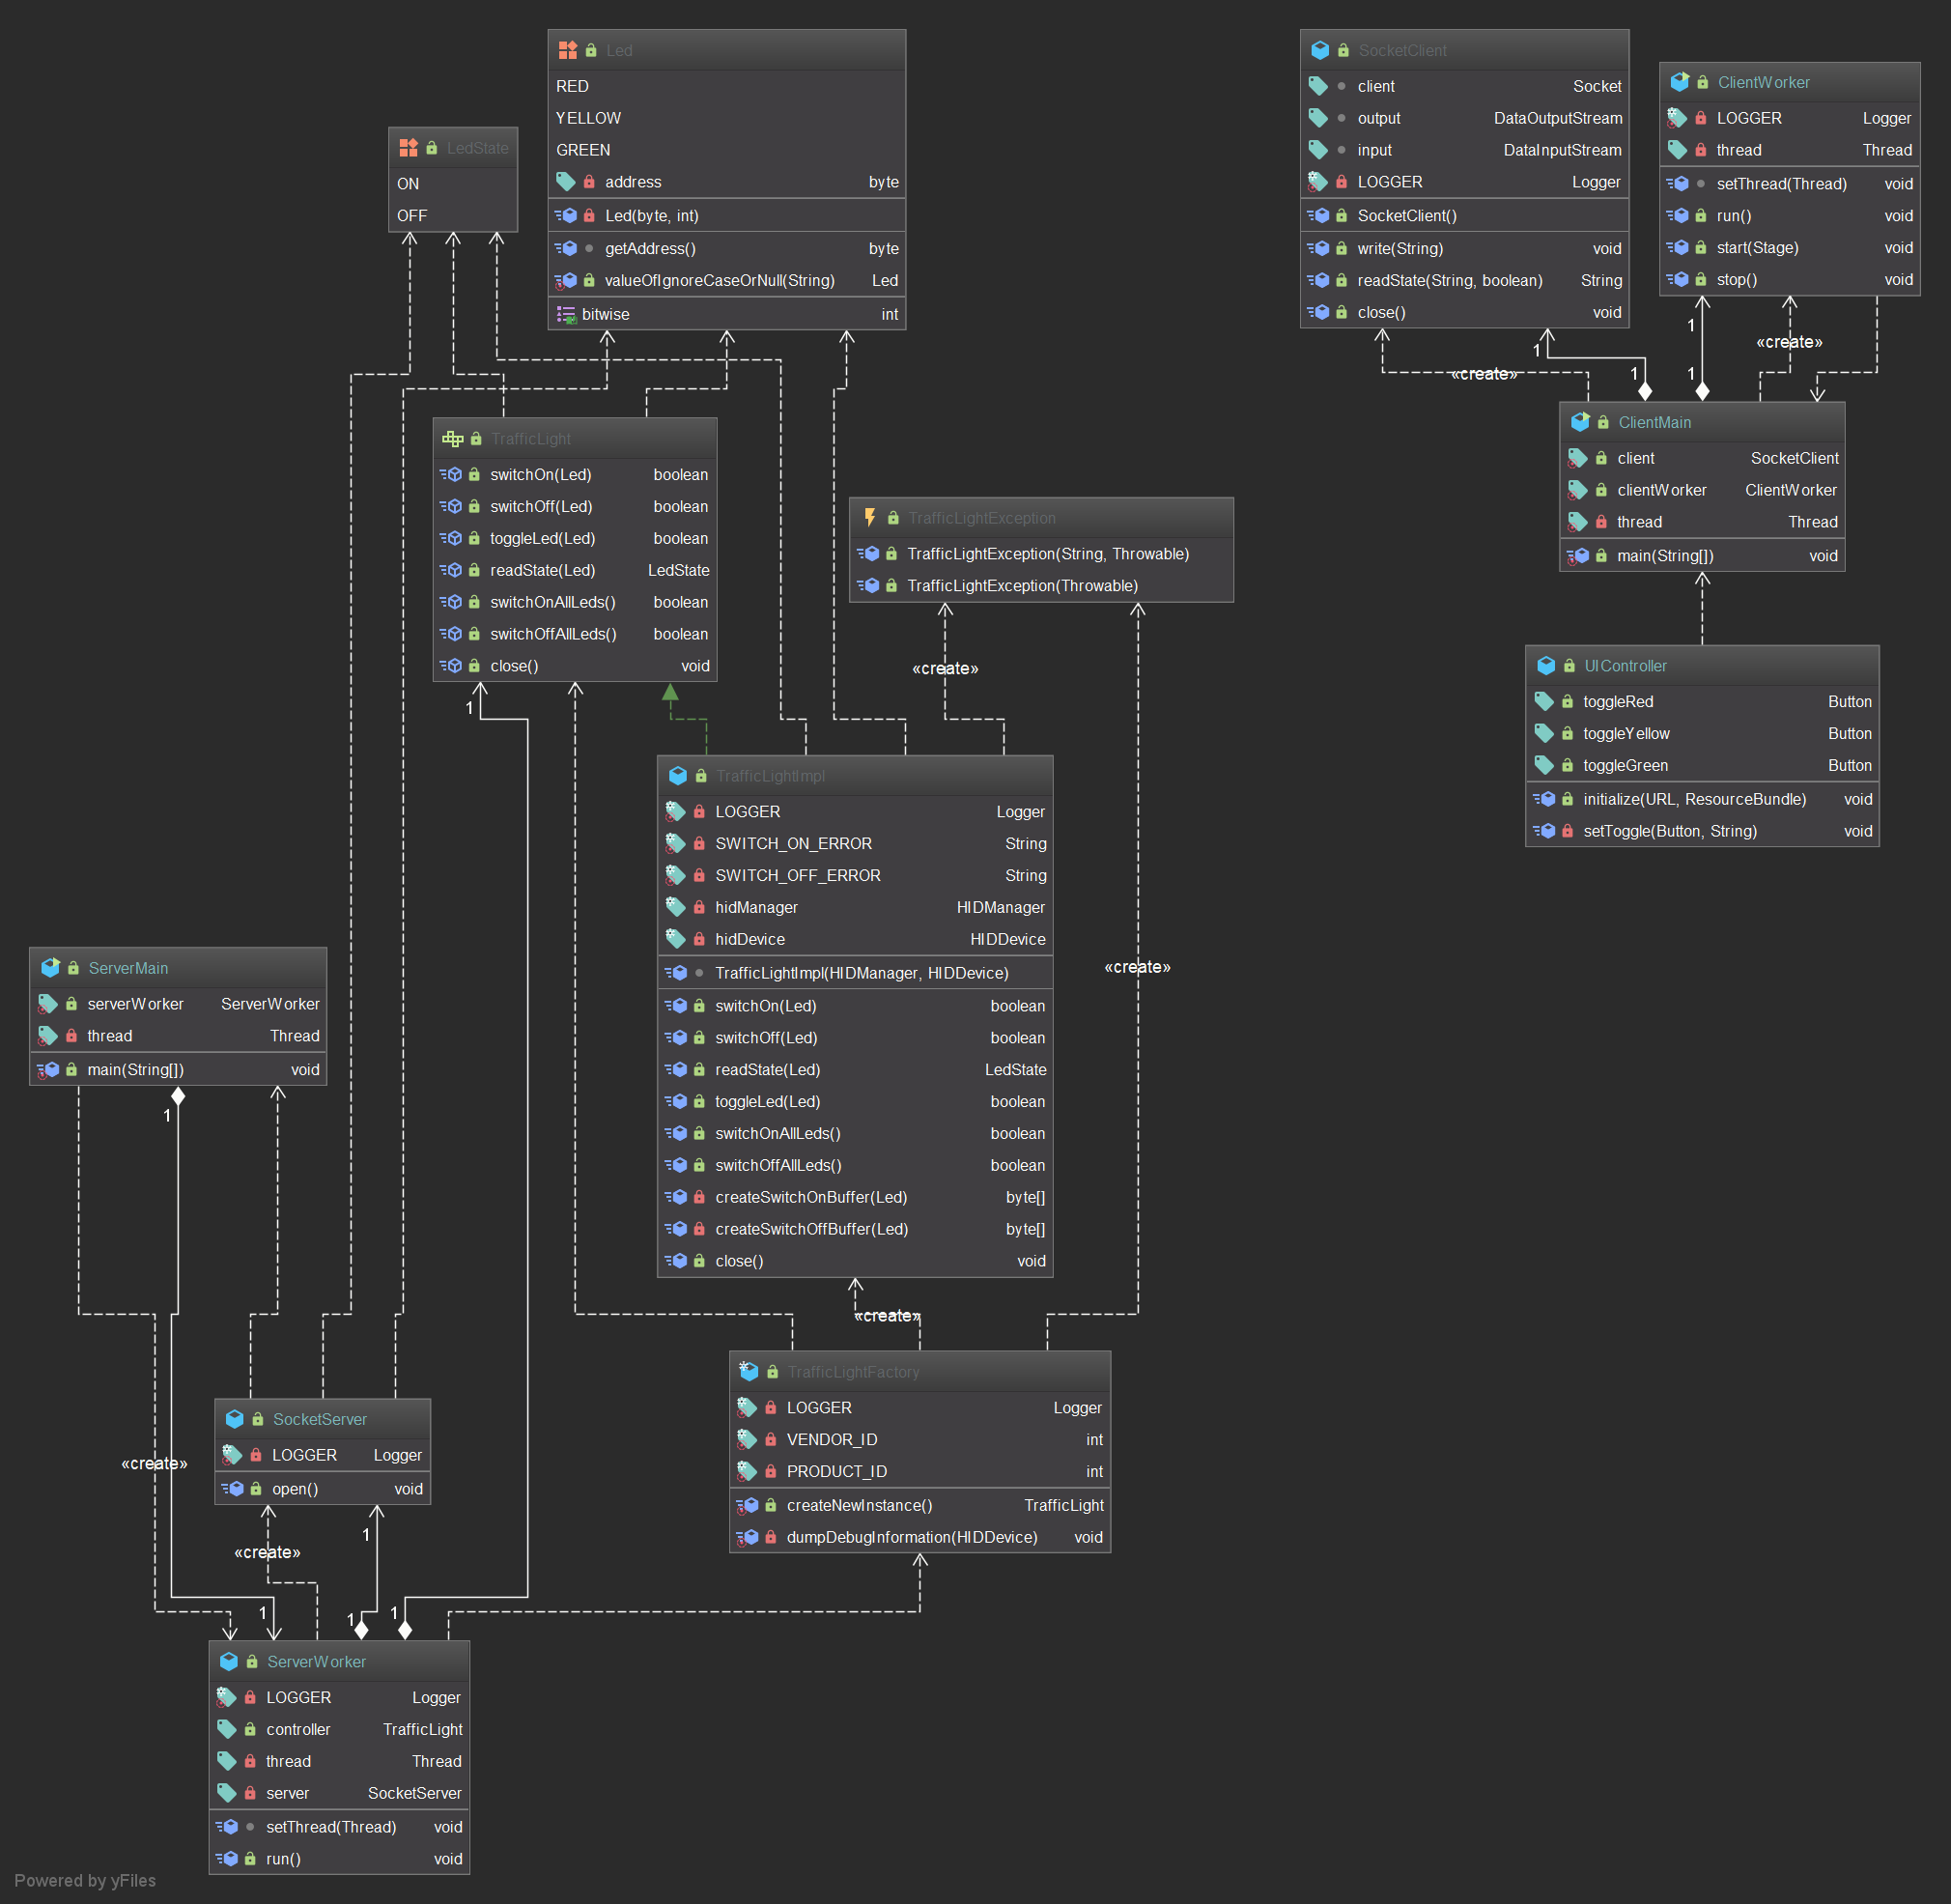 Led
RED
YELLOW
GREEN
address byte
Led(byte, int)
getAddress() byte
valueOfIgnoreCaseOrNull(String) Led
bitwise int
LedState
ON
OFF
SocketClient
client Socket
output DataOutputStream
input DataInputStream
LOGGER Logger
SocketClient()
write(String) void
readState(String, boolean) String
close() void
ClientWorker
LOGGER Logger
thread Thread
setThread(Thread) void
run() void
start(Stage) void
stop() void
1
«create»
1
«create»
1
1
ClientMain
client SocketClient
clientWorker ClientWorker
thread Thread
main(String[]) void
TrafficLight
switchOn(Led) boolean
switchOff(Led) boolean
toggleLed(Led) boolean
readState(Led) LedState
switchOnAllLeds() boolean
switchOffAllLeds() boolean
close() void
TrafficLightException
TrafficLightException(String, Throwable)
TrafficLightException(Throwable)
UIController
toggleRed Button
toggleYellow Button
toggleGreen Button
initialize(URL, ResourceBundle) void
setToggle(Button, String) void
«create»
1
TrafficLightImpl
LOGGER Logger
SWITCH_ON_ERROR String
SWITCH_OFF_ERROR String
hidManager HIDManager
hidDevice HIDDevice
TrafficLightImpl(HIDManager, HIDDevice)
switchOn(Led) boolean
switchOff(Led) boolean
readState(Led) LedState
toggleLed(Led) boolean
switchOnAllLeds() boolean
switchOffAllLeds() boolean
createSwitchOnBuffer(Led) byte[]
createSwitchOffBuffer(Led) byte[]
close() void
«create»
ServerMain
serverWorker ServerWorker
thread Thread
main(String[]) void
1
«create»
TrafficLightFactory
LOGGER Logger
VENDOR_ID int
PRODUCT_ID int
createNewInstance() TrafficLight
dumpDebugInformation(HIDDevice) void
SocketServer
LOGGER Logger
open() void
«create»
1
«create»
1
1
1
ServerWorker
LOGGER Logger
controller TrafficLight
thread Thread
server SocketServer
setThread(Thread) void
run() void
Powered by yFiles